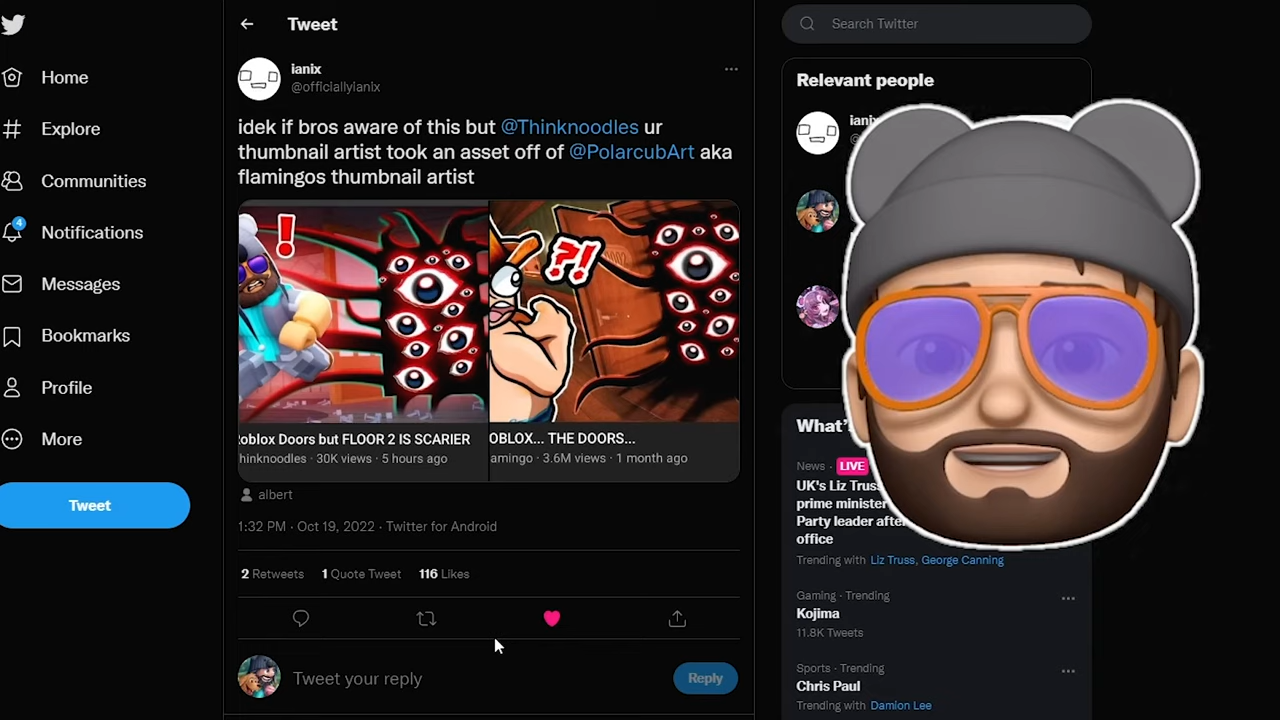 Tweet
Search Twitter
Home
Explore
Communities
4
Notifications
Messages
Bookmarks
Profile
More
Tweet
ianix
@officiallyianix
idek if bros aware of this but @Thinknoodles ur
thumbnail artist took an asset off of @PolarcubArt aka
flamingos thumbnail artist
!
?!
Roblox Doors but FLOOR 2 IS SCARIER
hinknoodles · 30K views · 5 hours ago
OBLOX... THE DOORS...
amingo · 3.6M views · 1 month ago
albert
1:32 PM · Oct 19, 2022 · Twitter for Android
2 Retweets 1 Quote Tweet 116 Likes
Tweet your reply
Reply
Relevant people
ianix
What's
News · LIVE
UK's Liz Truss
prime minister
Party leader after
office
Trending with Liz Truss, George Canning
Gaming · Trending
Kojima
11.8K Tweets
Sports · Trending
Chris Paul
Trending with Damion Lee